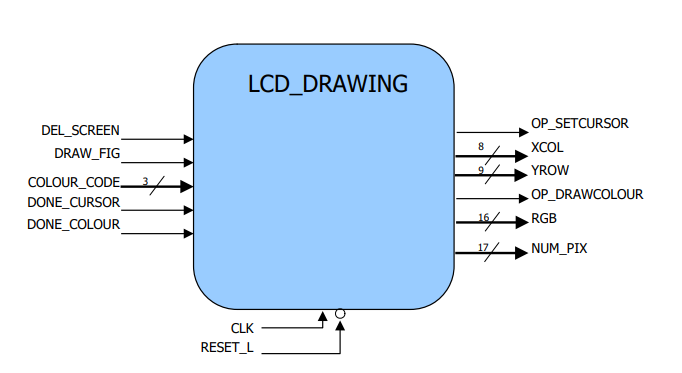 LCD_DRAWING
DEL_SCREEN
DRAW_FIG
COLOUR_CODE
3
DONE_CURSOR
DONE_COLOUR
OP_SETCURSOR
8
XCOL
9
YROW
OP_DRAWCOLOUR
16
RGB
17
NUM_PIX
CLK
RESET_L